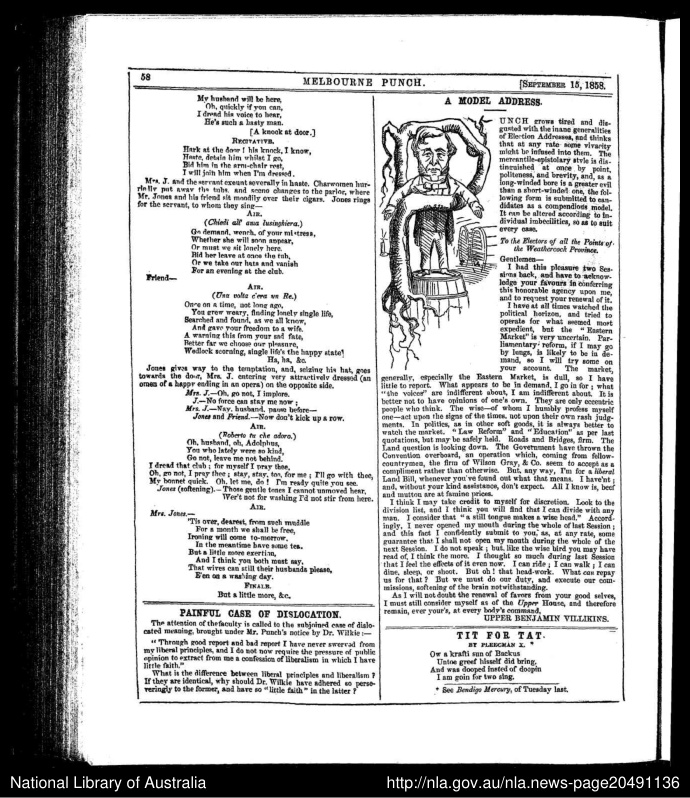 58
MELBOURNE PUNCH.
[SEPTEMBER 15, 1858.
My husband will be here,
Oh, quickly if you can,
I dread his voice to hear,
He's such a hasty man.
[A knock at door.]
RECITATIVE.
Hark at the door! his knock, I know,
Haste, detain him whilst I go,
Bid him in the arm-chair rest,
I will join him when I'm dressed.
Mrs. J. and the servant exeunt severally in haste. Charwomen hur-
riedly put away the tubs, and scene changes to the parlor, where
Mr. Jones and his friend sit moodily over their cigars. Jones rings
for the servant, to whom they sing—
AIR.
(Chiedi all' aura lusinghiera.)
Go demand, wench, of your mistress,
Whether she will soon appear,
Or must we sit lonely here.
Bid her leave at once the tub,
Or we take our hats and vanish
For an evening at the club.
Friend—
AIR.
(Una volta c'era un Re.)
Once on a time, not long ago,
You grew weary, finding lonely single life,
Searched and found, as we all know,
And gave your freedom to a wife.
A warning this from your sad fate,
Better far we choose our pleasure,
Wedlock scorning, single life's the happy state!
Ha, ha, &c.
Jones gives way to the temptation, and, seizing his hat, goes
towards the door, Mrs. J. entering very attractively dressed (an
omen of a happy ending in an opera) on the opposite side.
Mrs. J.—Oh, go not, I implore.
J.—No force can stay me now;
Mrs. J.—Nay, husband, pause before—
Jones and Friend.—Now don't kick up a row.
AIR.
(Roberto tu che adoro.)
Oh, husband, oh, Adolphus,
You who lately were so kind,
Go not, leave me not behind.
I dread that club; for myself I pray thee,
Oh, go not, I pray thee; stay, stay, too, for me; I'll go with thee,
My bonnet quick. Oh, let me, do! I'm ready quite you see.
Jones (softening).—Those gentle tones I cannot unmoved hear,
Wer't not for washing I'd not stir from here.
AIR.
Mrs. Jones.—
'Tis over, dearest, from such muddle
For a month we shall be free,
Ironing will come to-morrow,
In the meantime have some tea.
But a little more exertion,
And I think you both must say,
That wives can still their husbands please,
E'en on a washing day.
FINALE.
But a little more, &c.
PAINFUL CASE OF DISLOCATION.
The attention of the faculty is called to the subjoined case of dislo-
cated meaning, brought under Mr. Punch's notice by Dr. Wilkie:—
"Through good report and bad report I have never swerved from
my liberal principles, and I do not now require the pressure of public
opinion to extract from me a confession of liberalism in which I have
little faith."
What is the difference between liberal principles and liberalism?
If they are identical, why should Dr. Wilkie have adhered so perse-
veringly to the former, and have so "little faith" in the latter?
A MODEL ADDRESS.
UNCH grows tired and dis-
gusted with the inane generalities
of Election Addresses, and thinks
that at any rate some vivacity
might be infused into them. The
mercantile-epistolary style is dis-
tinguished at once by point,
politeness, and brevity, and, as a
long-winded bore is a greater evil
than a short-winded one, the fol-
lowing form is submitted to can-
didates as a compendious model.
It can be altered according to in-
dividual imbecilities, so as to suit
every case.
To the Electors of all the Points of
the Weathercock Province.
Gentlemen—
I had this pleasure two Ses-
sions back, and have to acknow-
ledge your favours in conferring
this honorable agency upon me,
and to request your renewal of it.
I have at all times watched the
political horizon, and tried to
operate for what seemed most
expedient, but the "Eastern
Market" is very uncertain. Par-
liamentary reform, if I may go
by lungs, is likely to be in de-
mand, so I will try some on
your account. The market,
generally, especially the Eastern Market, is dull, so I have
little to report. What appears to be in demand, I go in for; what
"the voices" are indifferent about, I am indifferent about. It is
better not to have opinions of one's own. They are only eccentric
people who think. The wise—of whom I humbly profess myself
one—act upon the signs of the times, not upon their own rash judg-
ments. In politics, as in other soft goods, it is always better to
watch the market. "Law Reform" and "Education" as per last
quotations, but may be safely held. Roads and Bridges, firm. The
Land question is looking down. The Government have thrown the
Convention overboard, an operation which, coming from fellow-
countrymen, the firm of Wilson Gray, & Co. seem to accept as a
compliment rather than otherwise. But, any way, I'm for a liberal
Land Bill, whenever you've found out what that means. I haven't;
and, without your kind assistance, don't expect. All I know is, beef
and mutton are at famine prices.
I think I may take credit to myself for discretion. Look to the
division list, and I think you will find that I can divide with any
man. I consider that "a still tongue makes a wise head." Accord-
ingly, I never opened my mouth during the whole of last Session;
and this fact I confidently submit to you, as, at any rate, some
guarantee that I shall not open my mouth during the whole of the
next Session. I do not speak; but, like the wise bird you may have
read of, I think the more. I thought so much during last Session
that I feel the effects of it even now. I can ride; I can walk; I can
dine, sleep, or shoot. But oh! that head-work. What can repay
us for that? But we must do our duty, and execute our com-
missions, softening of the brain notwithstanding.
As I will not doubt the renewal of favors from your good selves,
I must still consider myself as of the Upper House, and therefore
remain, ever your's, at every body's command,
UPPER BENJAMIN VILLIKINS.
TIT FOR TAT.
BY PLEECMAN X. *
Ow a krafti sun of Backus
Untoe greef hisself did bring,
And was dooped insted of doopin
I am goin for two sing.
* See Bendigo Mercury, of Tuesday last.
National Library of Australia
http://nla.gov.au/nla.news-page20491136